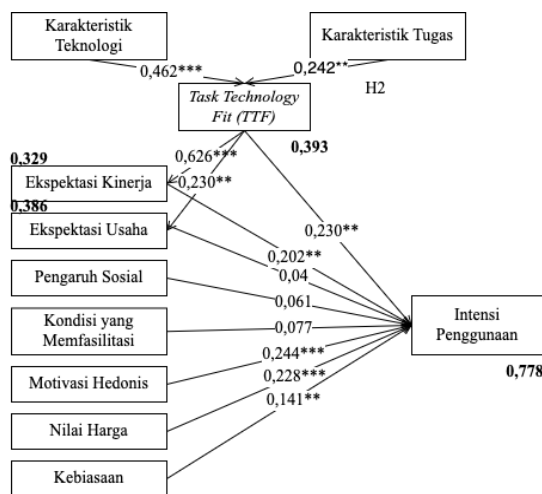 Karakteristik
Teknologi
Karakteristik Tugas
0,462***
0,242**
H2
Task Technology
Fit (TTF)
0,393
0,329
0,626***
Ekspektasi Kinerja
0,230**
0,386
Ekspektasi Usaha
0,230**
0,202**
0,04
Pengaruh Sosial
0,061
Kondisi yang
Memfasilitasi
0,077
Intensi
Penggunaan
0,244***
Motivasi Hedonis
0,228***
0,778
0,141**
Nilai Harga
Kebiasaan